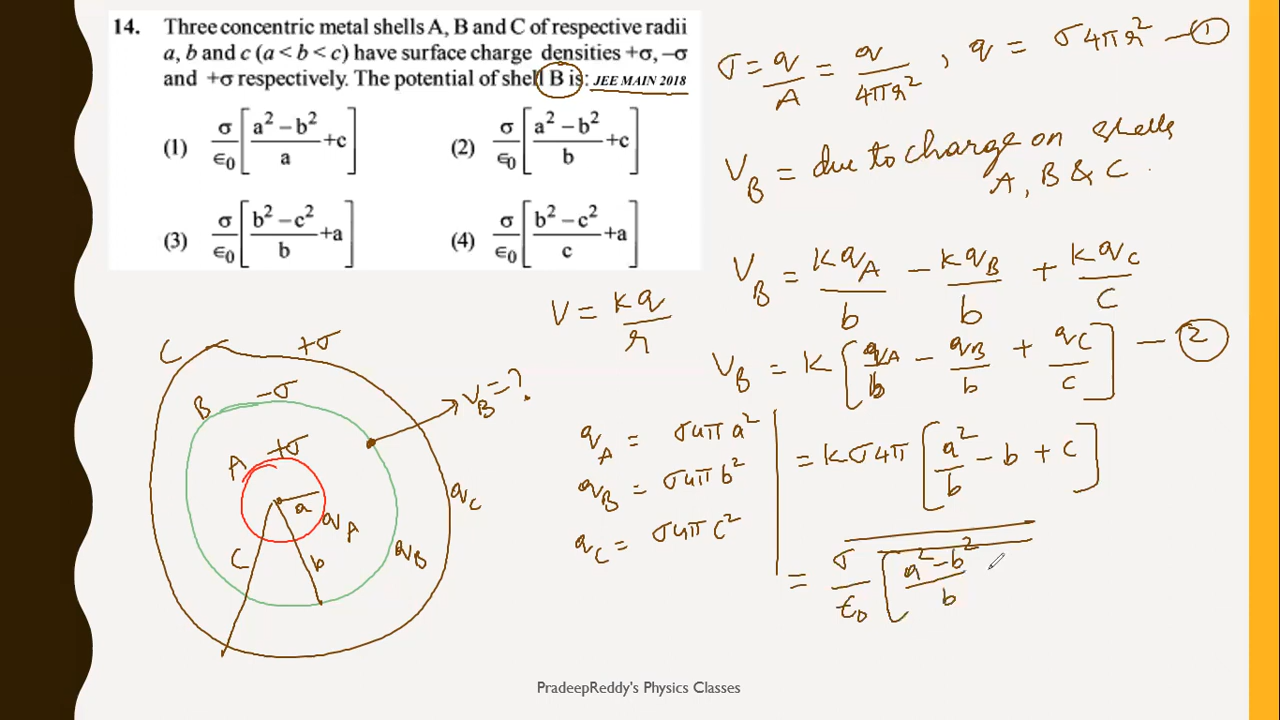 14. Three concentric metal shells A, B and C of respective radii
a, b and c (a < b < c) have surface charge densities +σ, −σ
and +σ respectively. The potential of shell B is: JEE MAIN 2018
(1) σ/∈0 [(a² − b²)/a + c]
(2) σ/∈0 [(a² − b²)/b + c]
(3) σ/∈0 [(b² − c²)/b + a]
(4) σ/∈0 [(b² − c²)/c + a]
σ = q/A = q/4πr² , q = σ4πr² — ①
V_B = due to charge on shells
A, B & C .
V_B = kq_A/b − kq_B/b + kq_C/c
V = kq/r
V_B = k [q_A/b − q_B/b + q_C/c] — ②
q_A = σ4πa²
q_B = σ4πb²
q_C = σ4πc²
= kσ4π [a²/b − b + c]
= σ/ε0 [(a² − b²)/b
C
+σ
B
−σ
A
+σ
V_B = ?
a
q_A
b
q_B
C
q_C
PradeepReddy's Physics Classes